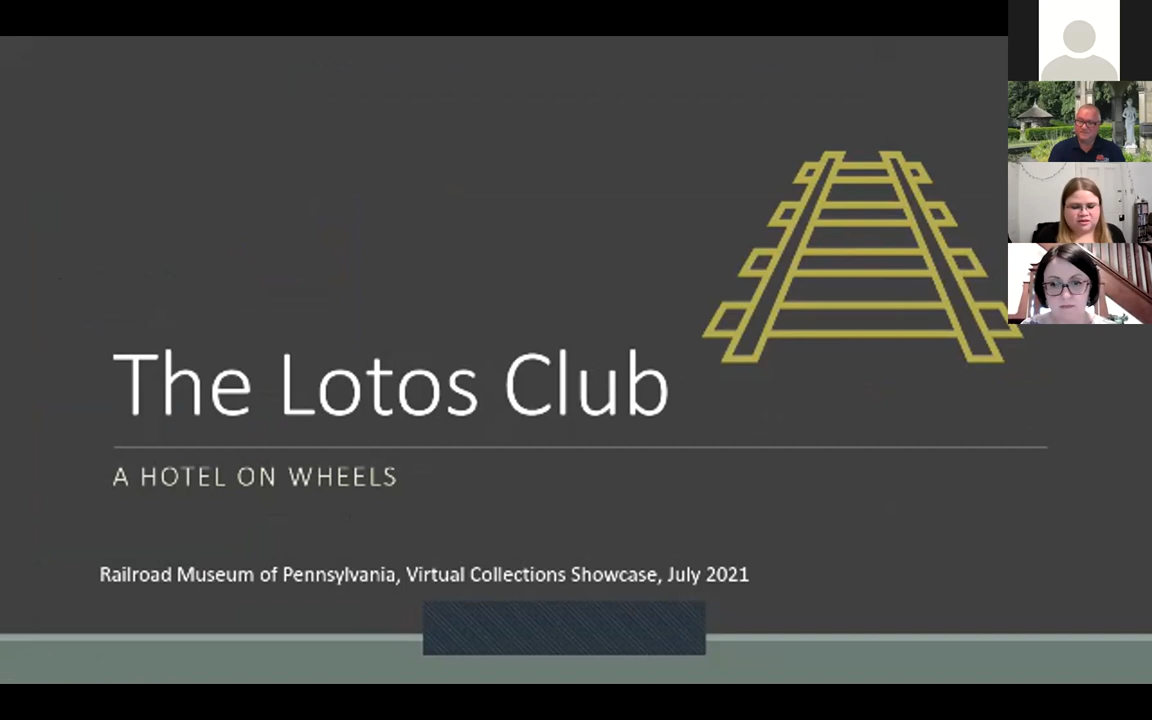 The Lotos Club
A HOTEL ON WHEELS
Railroad Museum of Pennsylvania, Virtual Collections Showcase, July 2021